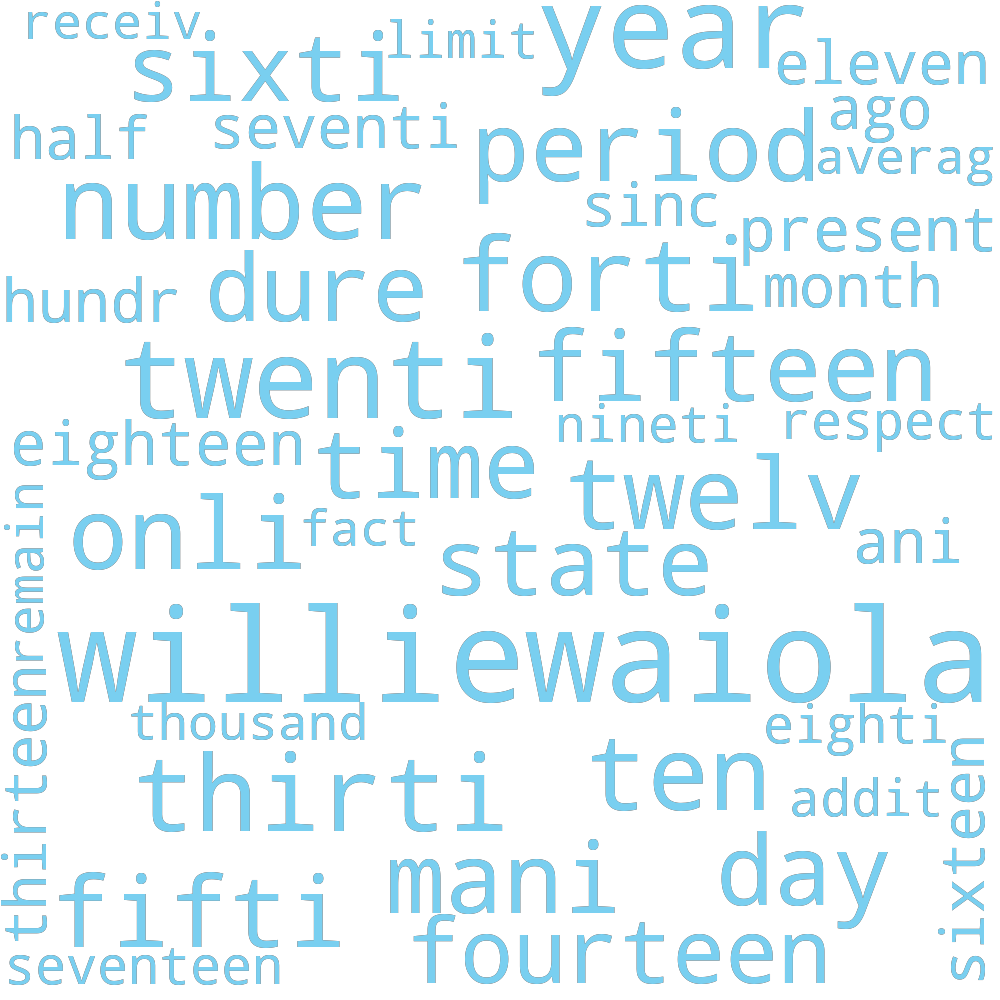 receiv
sixti
limit
year
eleven
half
seventi
period
ago
averag
number
sinc
present
hundr
dure
forti
month
twenti
fifteen
nineti
respect
eighteen
time
twelv
onli
fact
state
ani
remain
williewaiola
thousand
eighti
thirteen
thirti
ten
addit
sixteen
fifti
mani
day
seventeen
fourteen